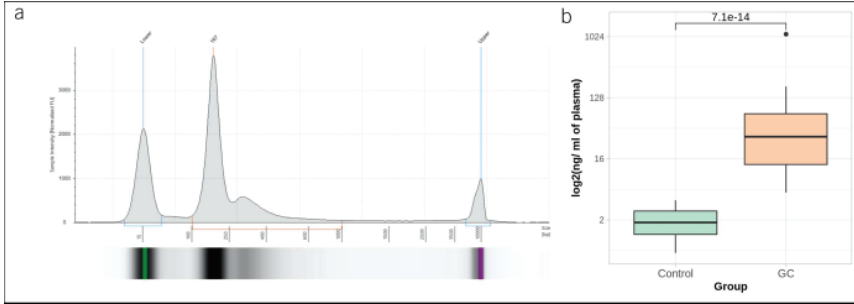 a
Lower
167
Upper
Sample Intensity [Normalized FU]
3000
2000
1000
0
b
7.1e-14
log2(ng/ ml of plasma)
1024
128
16
2
Control
GC
Group